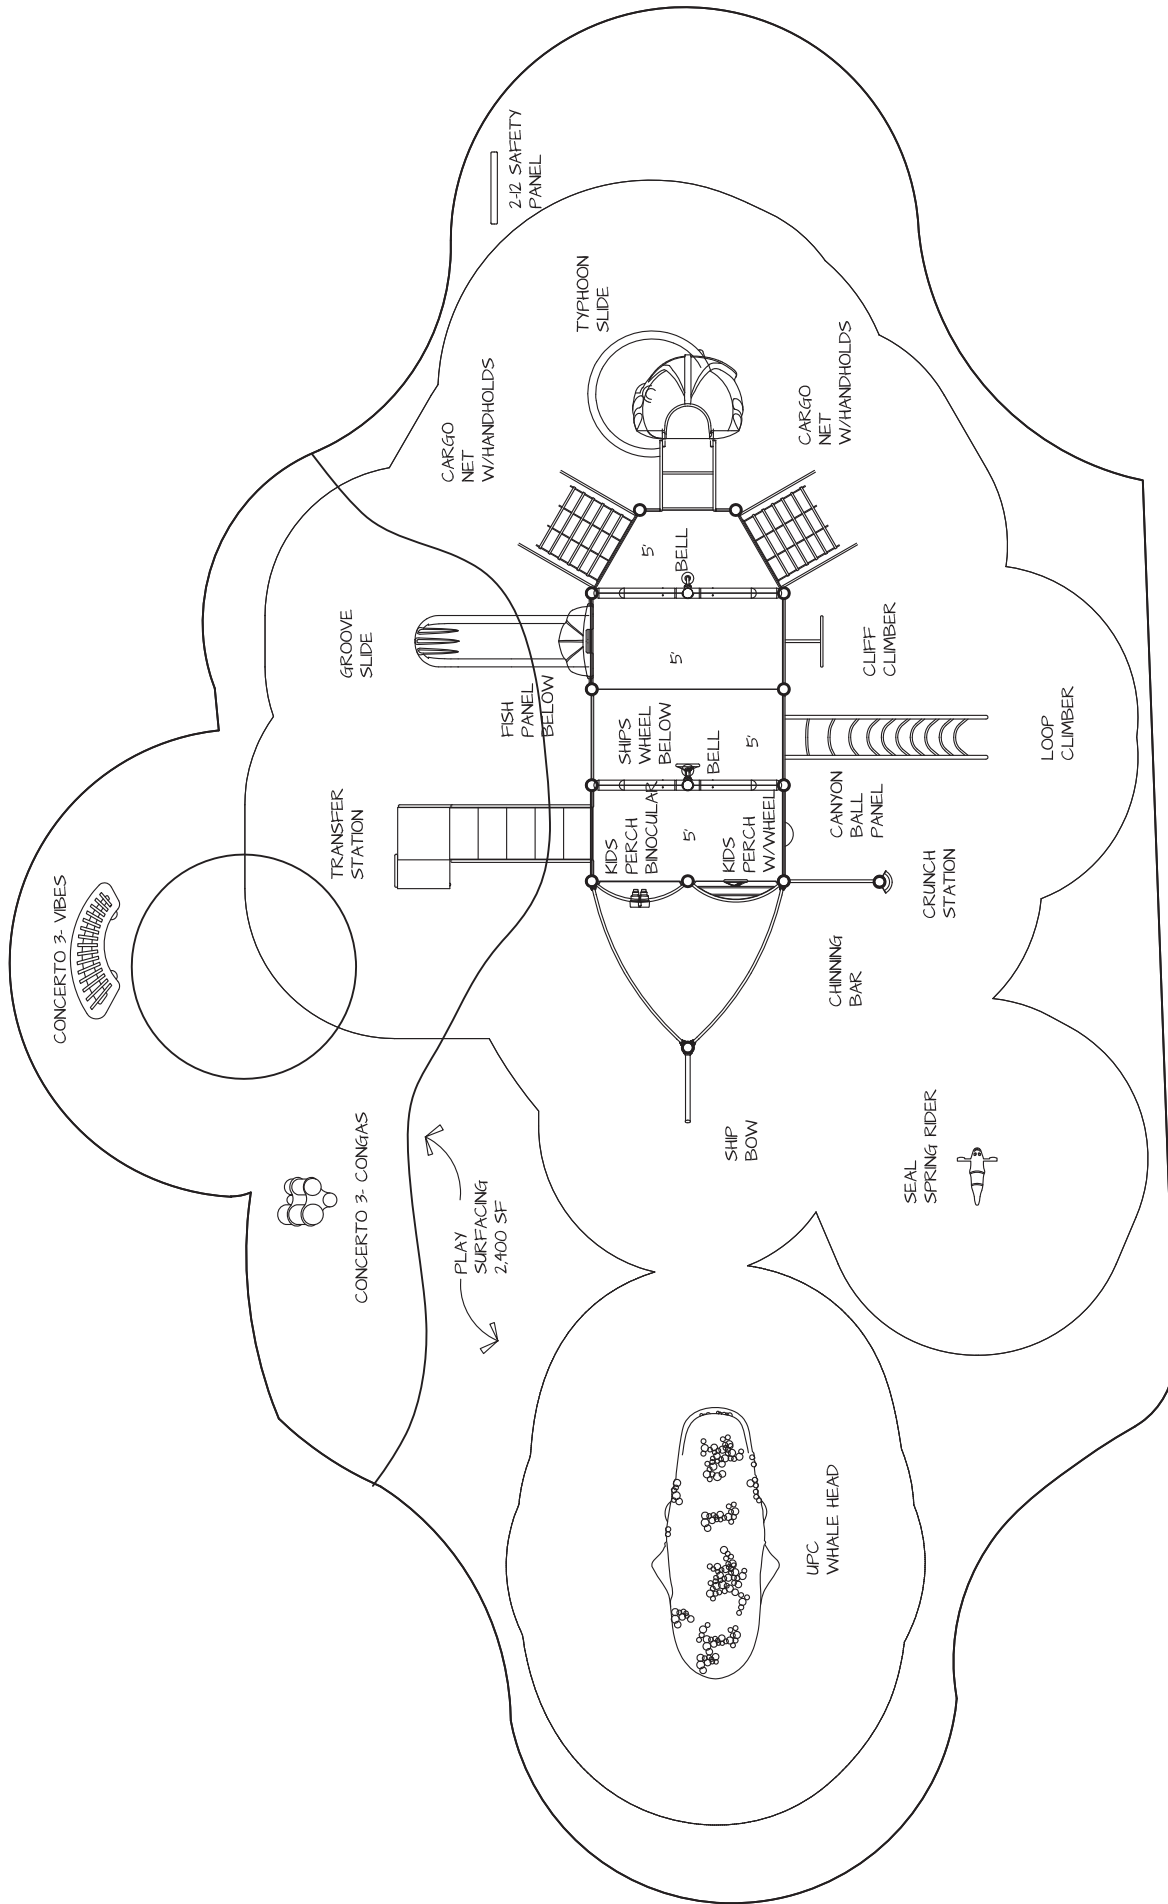 2-12 SAFETY
PANEL
TYPHOON
SLIDE
CARGO
NET
W/HANDHOLDS
CARGO
NET
W/HANDHOLDS
5'
BELL
GROOVE
SLIDE
FISH
PANEL
BELOW
5'
CLIFF
CLIMBER
SHIPS
WHEEL
BELOW
5'
BELL
LOOP
CLIMBER
TRANSFER
STATION
KIDS
PERCH
BINOCULAR
5'
KIDS
PERCH
W/WHEEL
CANYON
BALL
PANEL
CRUNCH
STATION
CHINNING
BAR
CONCERTO 3- VIBES
CONCERTO 3- CONGAS
PLAY
SURFACING
2,400 SF
SHIP
BOW
SEAL
SPRING RIDER
UPC
WHALE HEAD